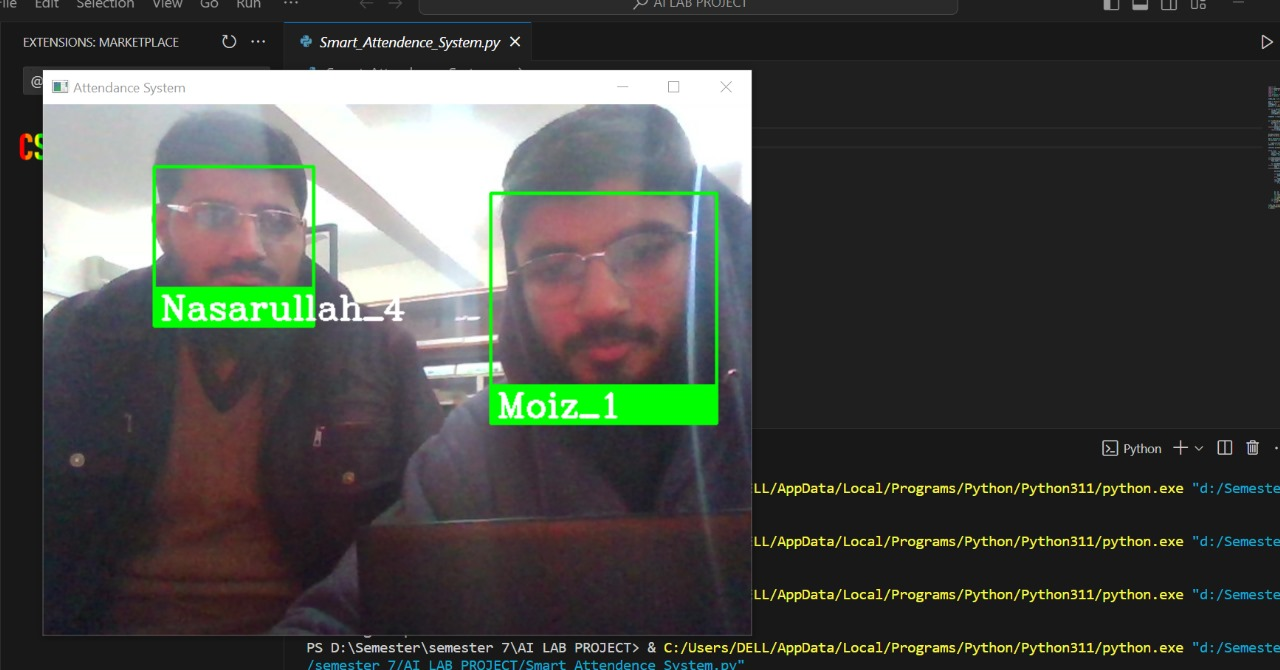 File Edit Selection View Go Run ···
AI LAB PROJECT
EXTENSIONS: MARKETPLACE
Smart_Attendence_System.py
@
Attendance System
CS
Nasarullah_4
Moiz_1
Python
LL/AppData/Local/Programs/Python/Python311/python.exe "d:/Semeste
LL/AppData/Local/Programs/Python/Python311/python.exe "d:/Semeste
LL/AppData/Local/Programs/Python/Python311/python.exe "d:/Semeste
PS D:\Semester\semester 7\AI LAB PROJECT> & C:/Users/DELL/AppData/Local/Programs/Python/Python311/python.exe "d:/Semeste
/semester 7/AI LAB PROJECT/Smart_Attendence_System.py"